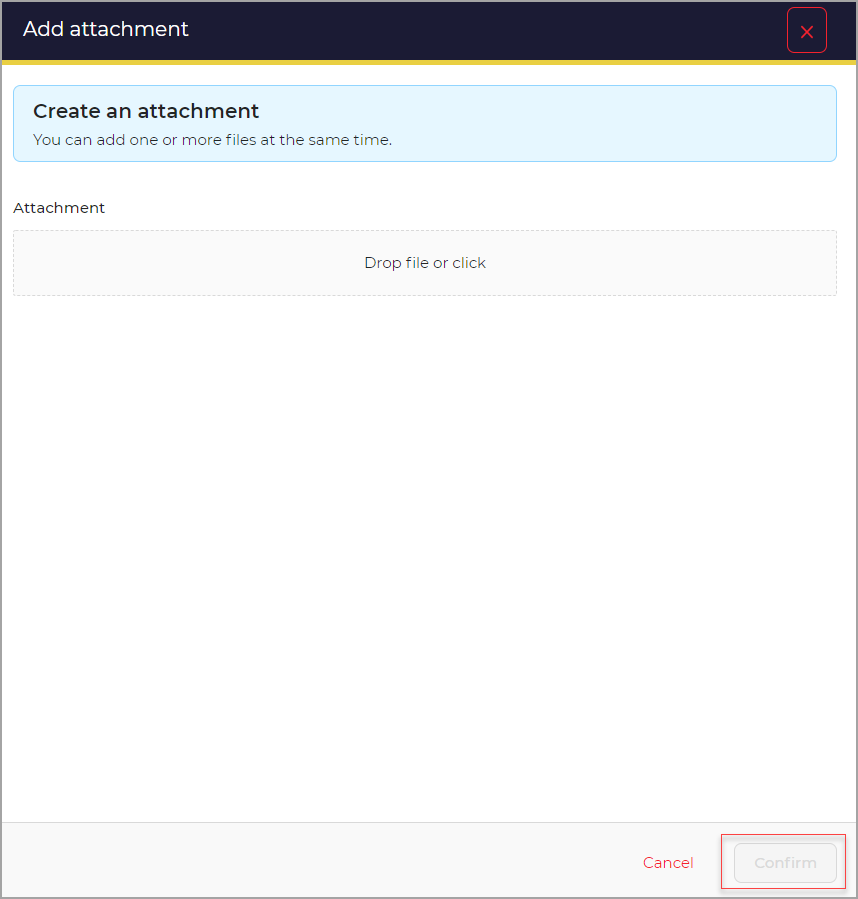 Add attachment
Create an attachment
You can add one or more files at the same time.
Attachment
Drop file or click
Cancel
Confirm